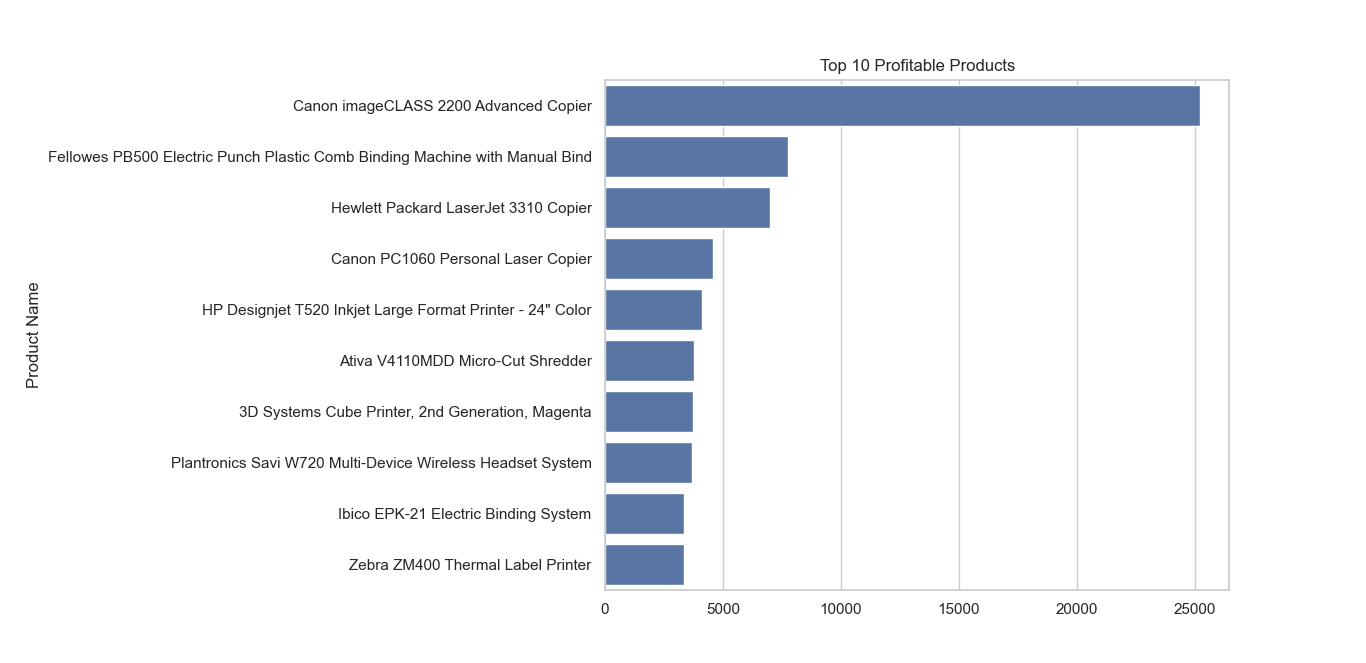 Top 10 Profitable Products
Product Name
Canon imageCLASS 2200 Advanced Copier
Fellowes PB500 Electric Punch Plastic Comb Binding Machine with Manual Bind
Hewlett Packard LaserJet 3310 Copier
Canon PC1060 Personal Laser Copier
HP Designjet T520 Inkjet Large Format Printer - 24" Color
Ativa V4110MDD Micro-Cut Shredder
3D Systems Cube Printer, 2nd Generation, Magenta
Plantronics Savi W720 Multi-Device Wireless Headset System
Ibico EPK-21 Electric Binding System
Zebra ZM400 Thermal Label Printer
0 5000 10000 15000 20000 25000